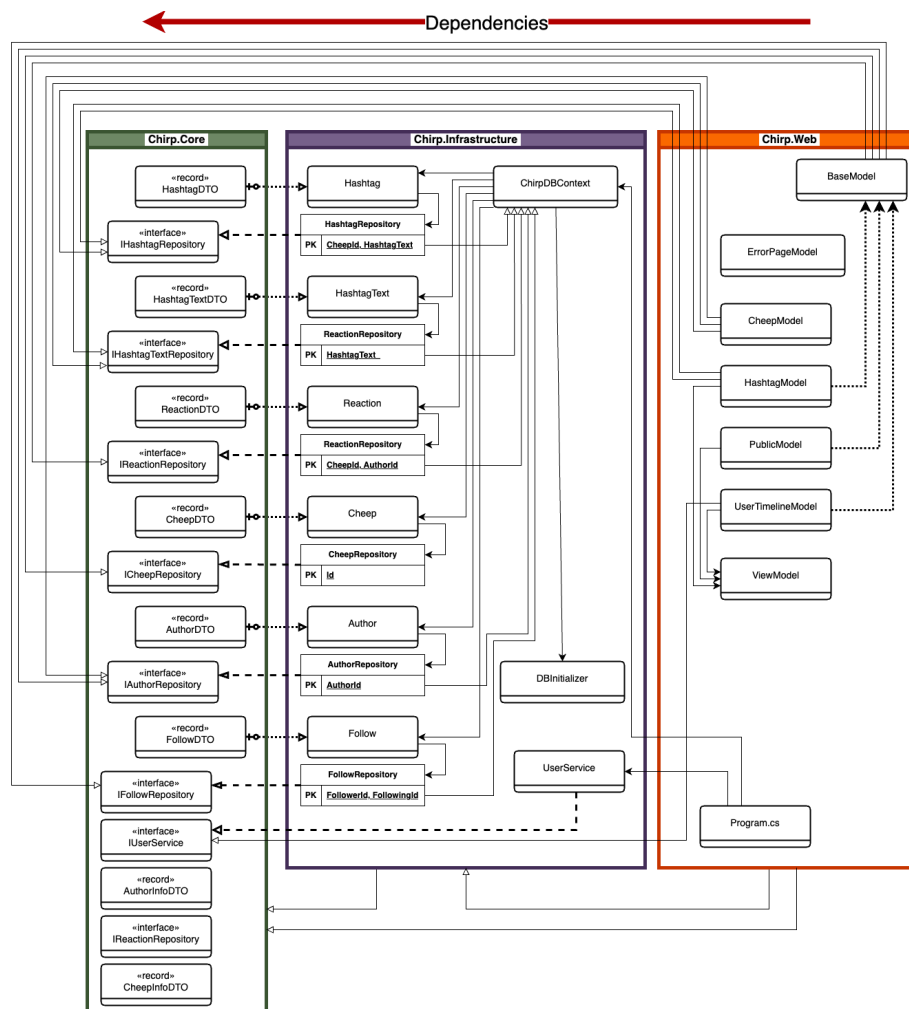 Dependencies
Chirp.Core
«record»
HashtagDTO
«interface»
IHashtagRepository
«record»
HashtagTextDTO
«interface»
IHashtagTextRepository
«record»
ReactionDTO
«interface»
IReactionRepository
«record»
CheepDTO
«interface»
ICheepRepository
«record»
AuthorDTO
«interface»
IAuthorRepository
«record»
FollowDTO
«interface»
IFollowRepository
«interface»
IUserService
«record»
AuthorInfoDTO
«interface»
IReactionRepository
«record»
CheepInfoDTO
Chirp.Infrastructure
Hashtag
ChirpDBContext
HashtagRepository
PK CheepId, HashtagText
HashtagText
ReactionRepository
PK HashtagText
Reaction
ReactionRepository
PK CheepId, AuthorId
Cheep
CheepRepository
PK Id
Author
AuthorRepository
PK AuthorId
DBInitializer
Follow
UserService
FollowRepository
PK FollowerId, FollowingId
Chirp.Web
BaseModel
ErrorPageModel
CheepModel
HashtagModel
PublicModel
UserTimelineModel
ViewModel
Program.cs